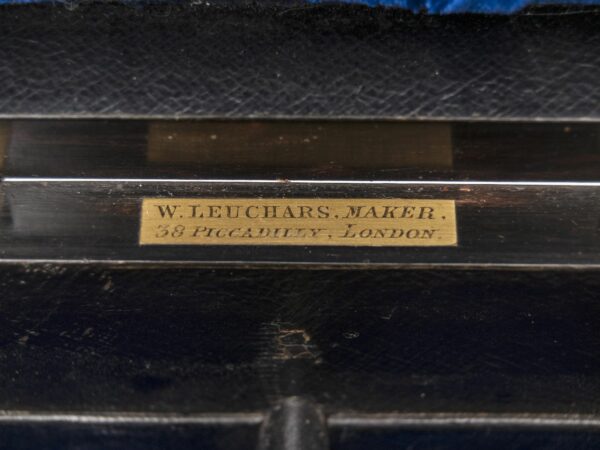 W. LEUCHARS, MAKER.
38 PICCADILLY, LONDON.